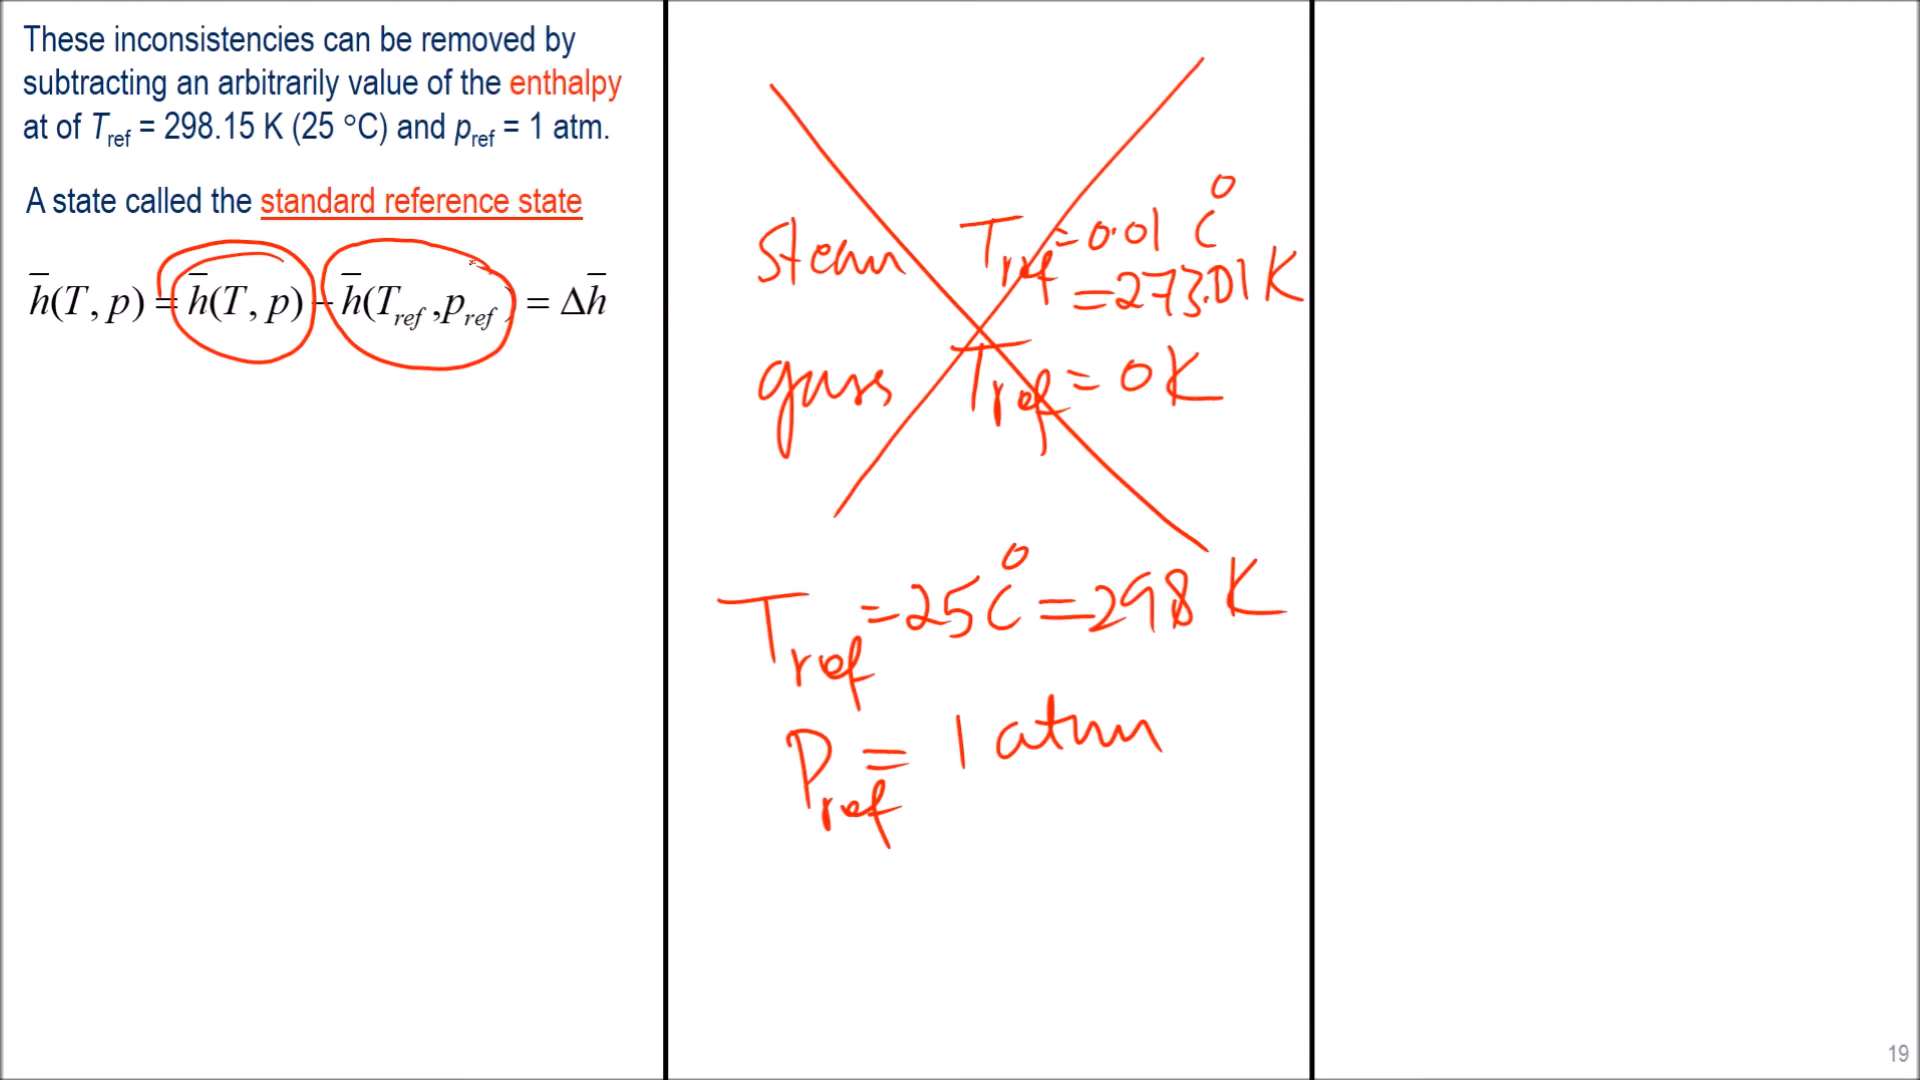 These inconsistencies can be removed by
subtracting an arbitrarily value of the enthalpy
at of Tref = 298.15 K (25 °C) and pref = 1 atm.
A state called the standard reference state
h̅(T, p) = h̅(T, p) - h̅(Tref ,pref ) = Δh̅
steam Tref = 0.01 °C
= 273.01 K
gases Tref = 0 K
Tref = 25 °C = 298 K
Pref = 1 atm
19